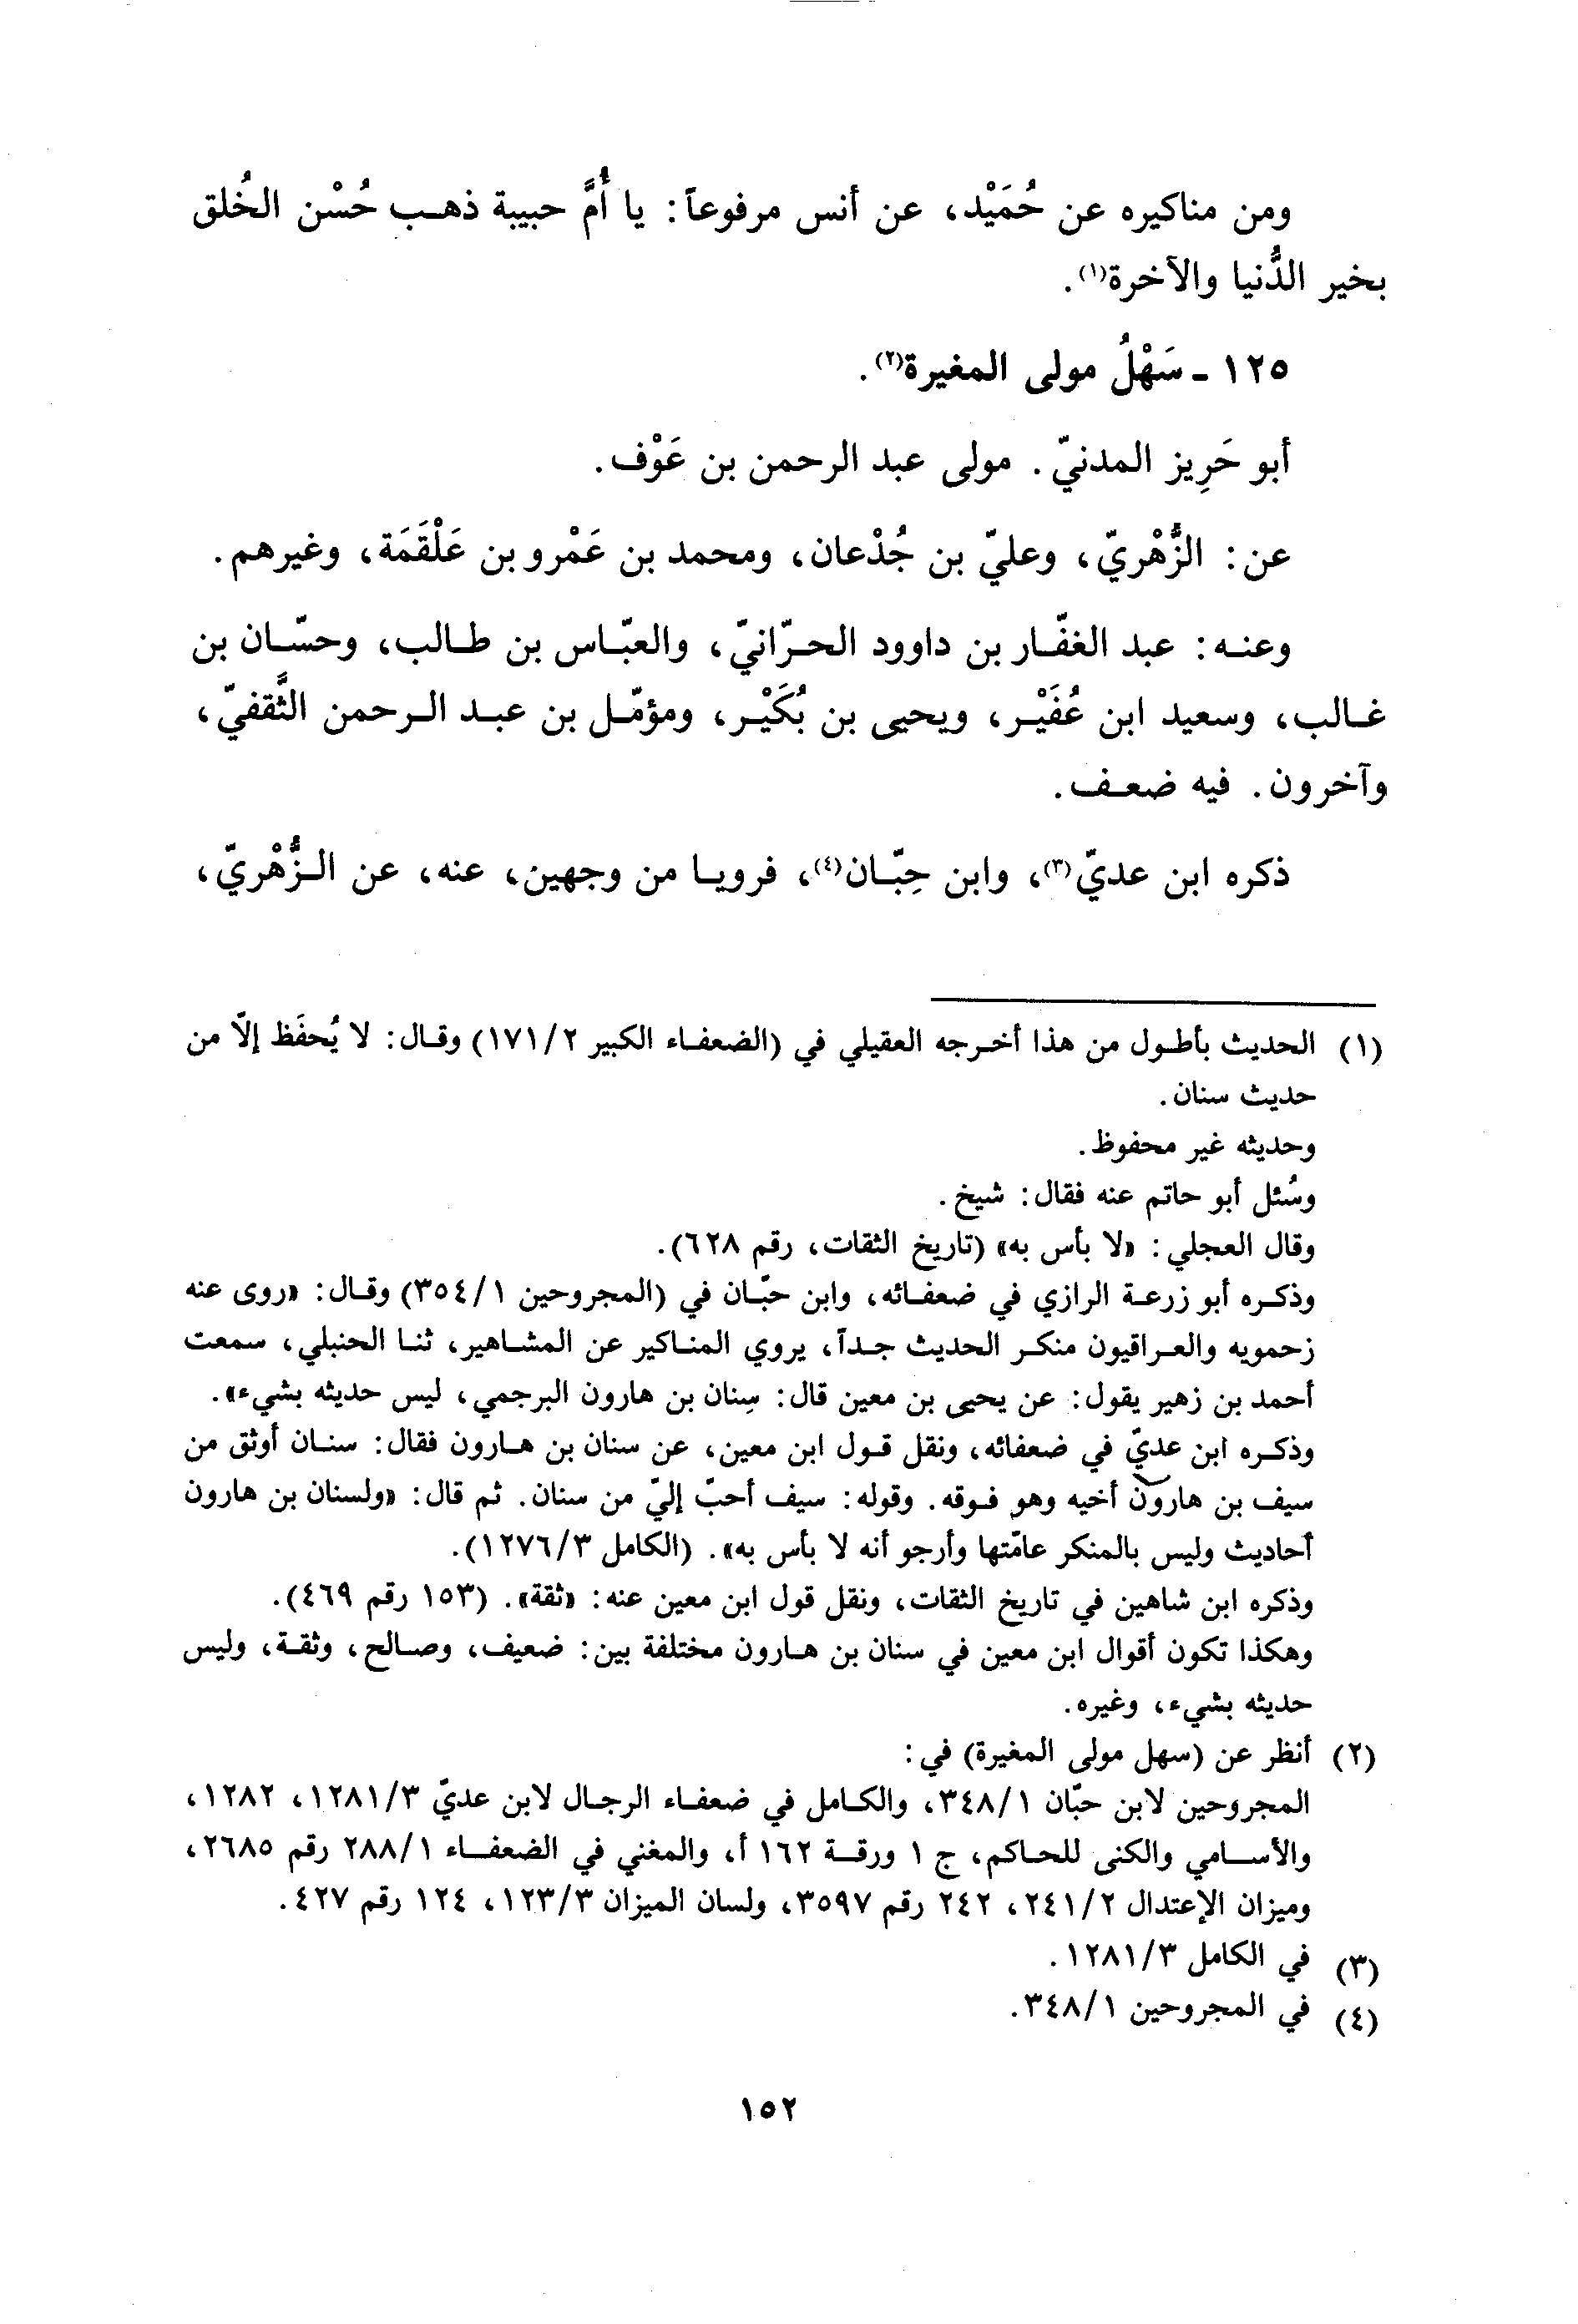 ومن مناكيره عن حُمَيْد، عن أنس مرفوعاً: يا أُمَّ حبيبة ذهب حُسْن الخُلق
بخير الدُّنيا والآخرة(١).
١٢٥ - سَهْلُ مولى المغيرة(٢).
أبو حَرِيز المدنيّ. مولى عبد الرحمن بن عَوْف.
عن: الزُّهْريّ، وعليّ بن جُدْعان، ومحمد بن عَمْرو بن عَلْقَمَة، وغيرهم.
وعنه: عبد الغفّار بن داوود الحرّانيّ، والعبّاس بن طالب، وحسّان بن
غالب، وسعيد ابن عُفَيْر، ويحيى بن بُكَيْر، ومؤمّل بن عبد الرحمن الثَّقفيّ،
وآخرون. فيه ضعف.
ذكره ابن عديّ(٣)، وابن حِبّان(٤)، فرويا من وجهين، عنه، عن الزُّهْريّ،
(١) الحديث بأطول من هذا أخرجه العقيلي في (الضعفاء الكبير ١٧١/٢) وقال: لا يُحفَظ إلاّ من
حديث سنان.
وحديثه غير محفوظ.
وسُئل أبو حاتم عنه فقال: شيخ.
وقال العجلي: «لا بأس به» (تاريخ الثقات، رقم ٦٢٨).
وذكره أبو زرعة الرازي في ضعفائه، وابن حبّان في (المجروحين ٣٥٤/١) وقال: «روى عنه
زحمويه والعراقيون منكر الحديث جداً، يروي المناكير عن المشاهير، ثنا الحنبلي، سمعت
أحمد بن زهير يقول: عن يحيى بن معين قال: سِنان بن هارون البرجمي، ليس حديثه بشيء».
وذكره ابن عديّ في ضعفائه، ونقل قول ابن معين، عن سنان بن هارون فقال: سنان أوثق من
سيف بن هارون أخيه وهو فوقه. وقوله: سيف أحبّ إليّ من سنان. ثم قال: «ولسنان بن هارون
أحاديث وليس بالمنكر عامّتها وأرجو أنه لا بأس به». (الكامل ١٢٧٦/٣).
وذكره ابن شاهين في تاريخ الثقات، ونقل قول ابن معين عنه: «ثقة». (١٥٣ رقم ٤٦٩).
وهكذا تكون أقوال ابن معين في سنان بن هارون مختلفة بين: ضعيف، وصالح، وثقة، وليس
حديثه بشيء، وغيره.
(٢) أنظر عن (سهل مولى المغيرة) في:
المجروحين لابن حبّان ٣٤٨/١، والكامل في ضعفاء الرجال لابن عديّ ١٢٨١/٣، ١٢٨٢،
والأسامي والكنى للحاكم، ج ١ ورقة ١٦٢ أ، والمغني في الضعفاء ٢٨٨/١ رقم ٢٦٨٥،
وميزان الإعتدال ٢٤١/٢، ٢٤٢ رقم ٣٥٩٧، ولسان الميزان ١٢٣/٣، ١٢٤ رقم ٤٢٧.
(٣) في الكامل ١٢٨١/٣.
(٤) في المجروحين ٣٤٨/١.
١٥٢